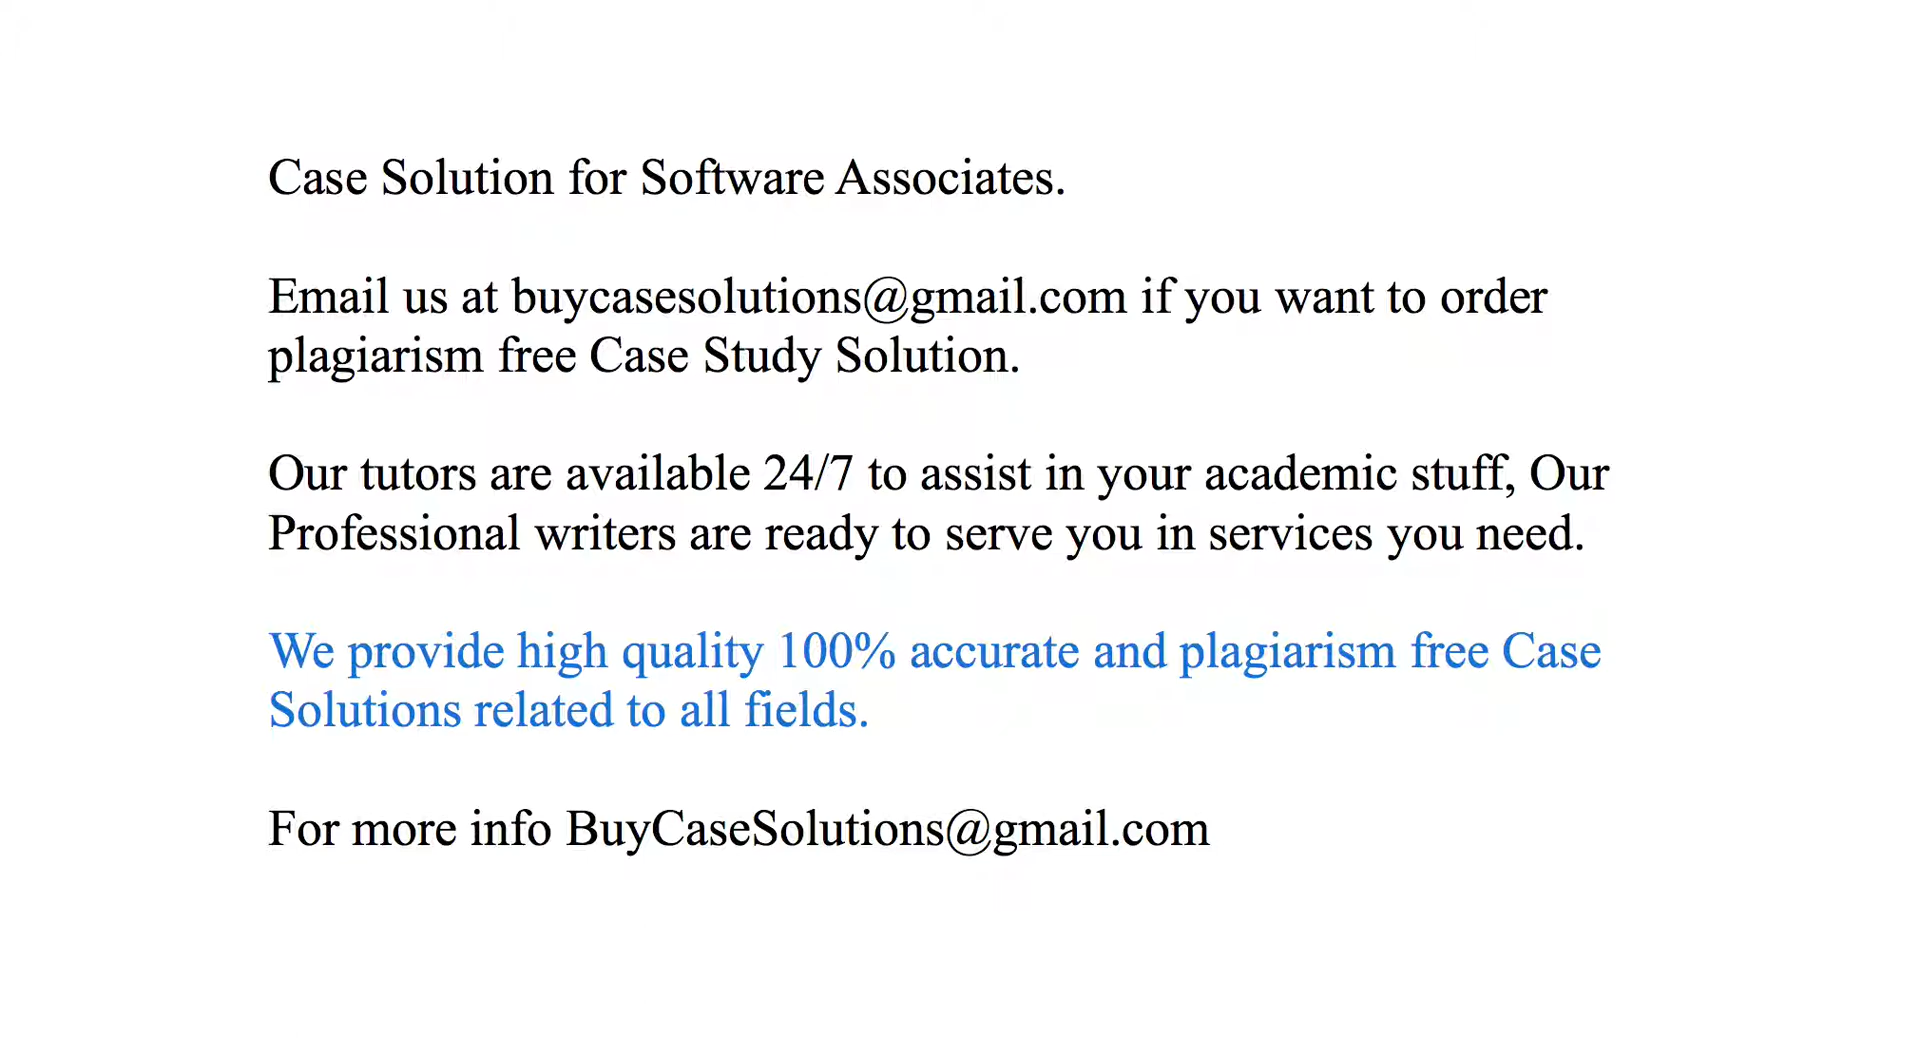 Case Solution for Software Associates.
Email us at buycasesolutions@gmail.com if you want to order
plagiarism free Case Study Solution.
Our tutors are available 24/7 to assist in your academic stuff, Our
Professional writers are ready to serve you in services you need.
We provide high quality 100% accurate and plagiarism free Case
Solutions related to all fields.
For more info BuyCaseSolutions@gmail.com